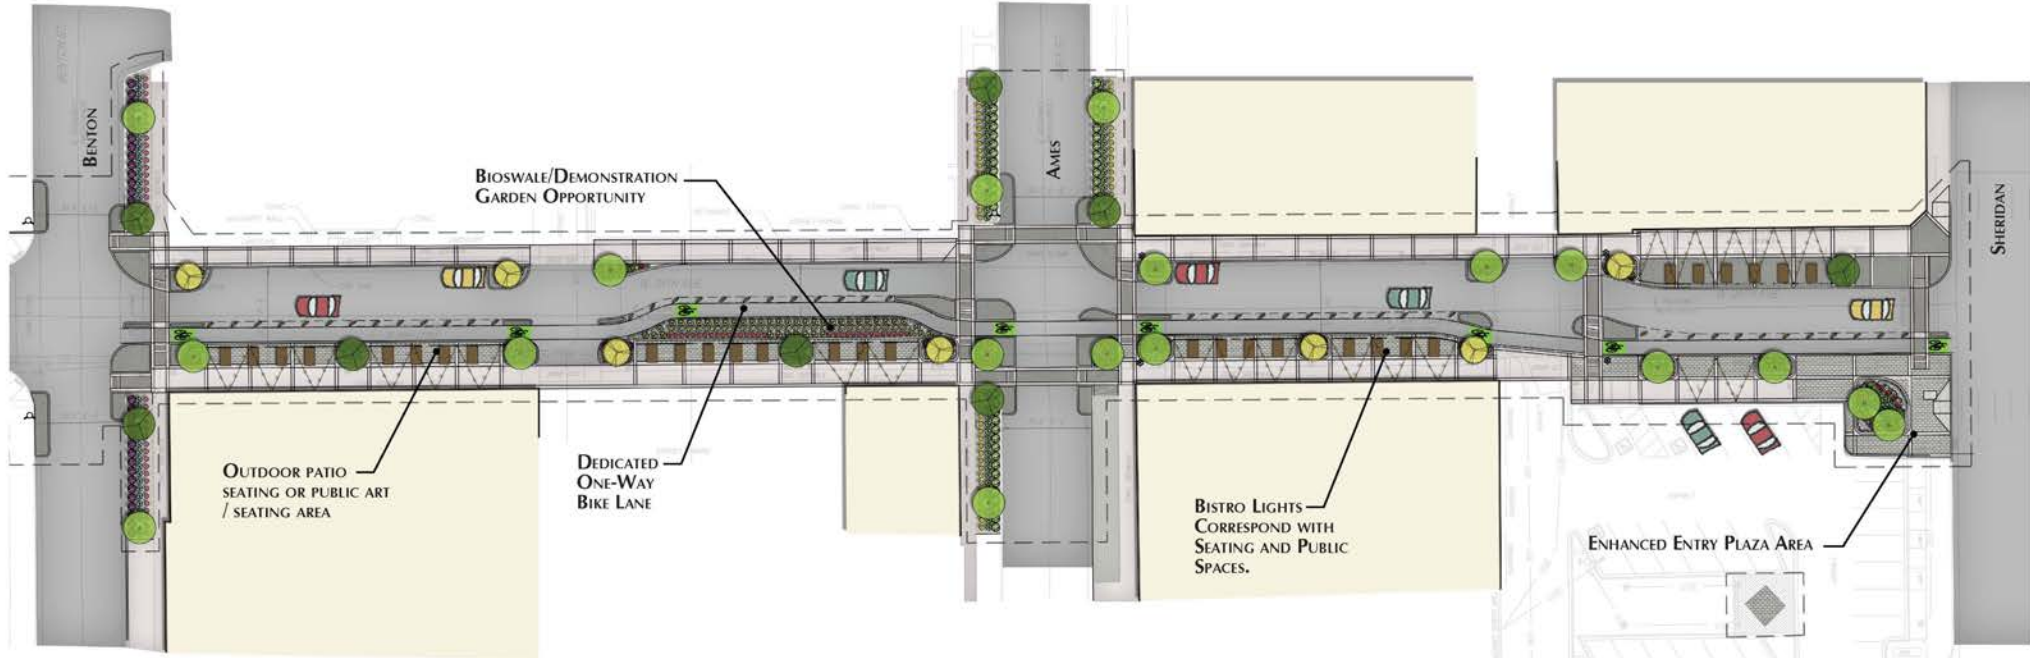 BENTON
BIOSWALE/DEMONSTRATION
GARDEN OPPORTUNITY
AMES
SHERIDAN
OUTDOOR PATIO
SEATING OR PUBLIC ART
/ SEATING AREA
DEDICATED
ONE-WAY
BIKE LANE
BISTRO LIGHTS
CORRESPOND WITH
SEATING AND PUBLIC
SPACES.
ENHANCED ENTRY PLAZA AREA